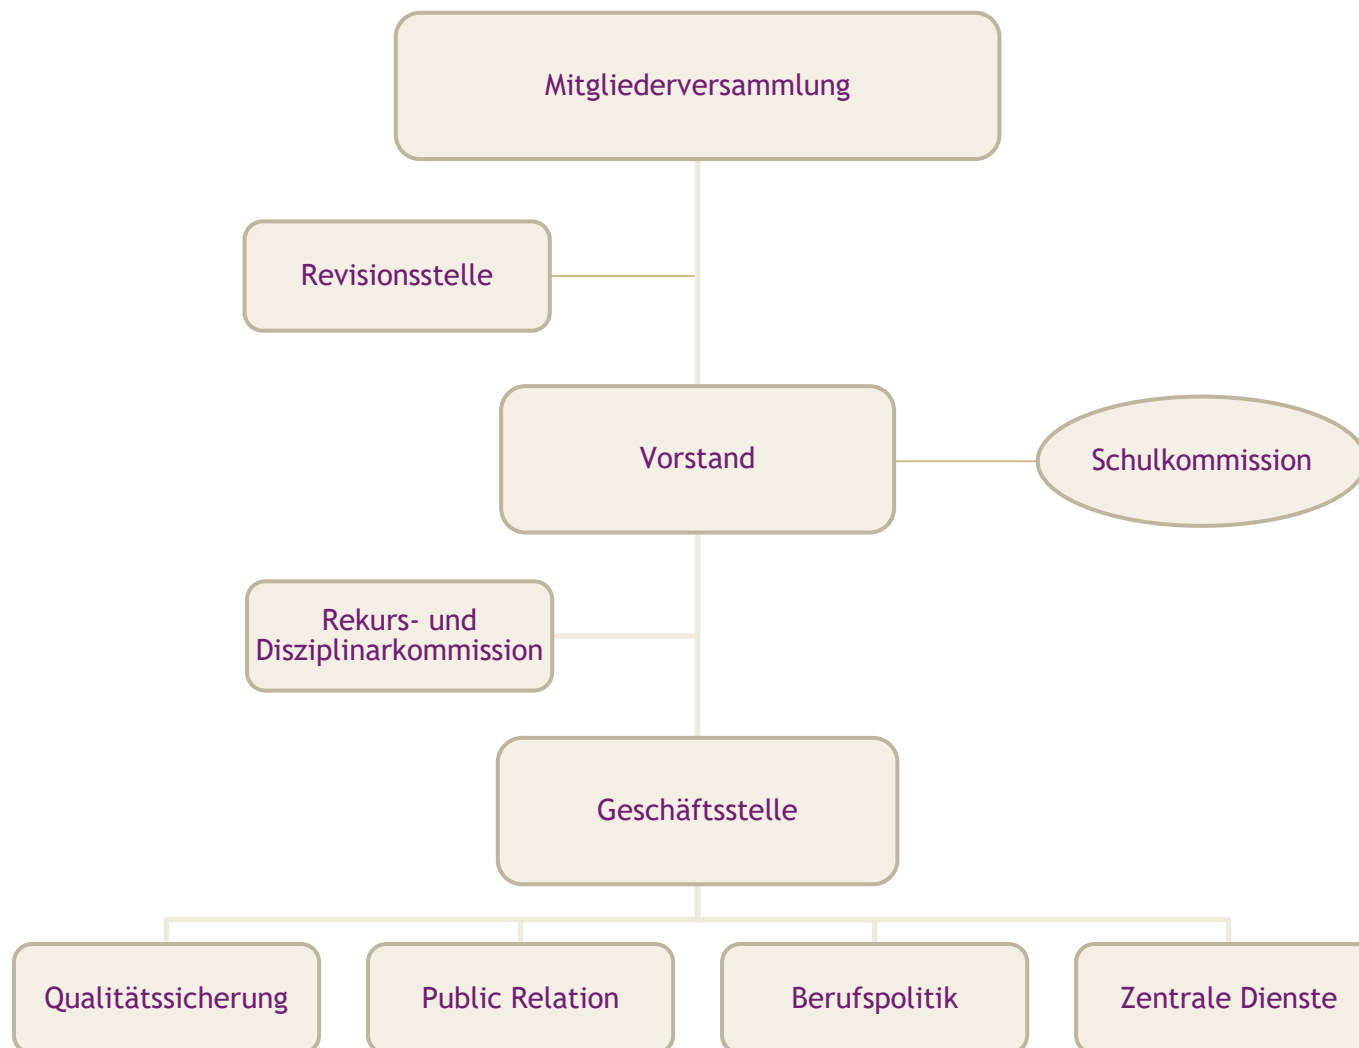 Mitgliederversammlung
Revisionsstelle
Vorstand
Schulkommission
Rekurs- und
Disziplinarkommission
Geschäftsstelle
Qualitätssicherung
Public Relation
Berufspolitik
Zentrale Dienste